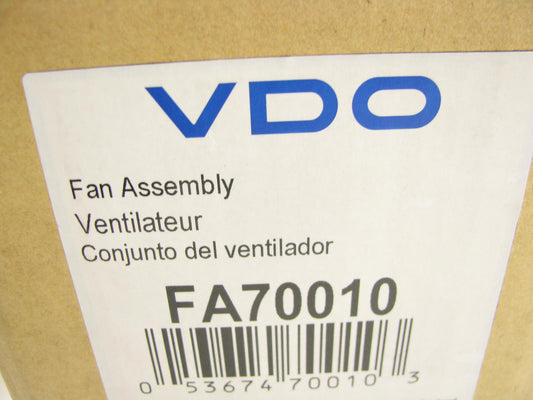 VDO
Fan Assembly
Ventilateur
Conjunto del ventilador
FA70010
0 53674 70010 3